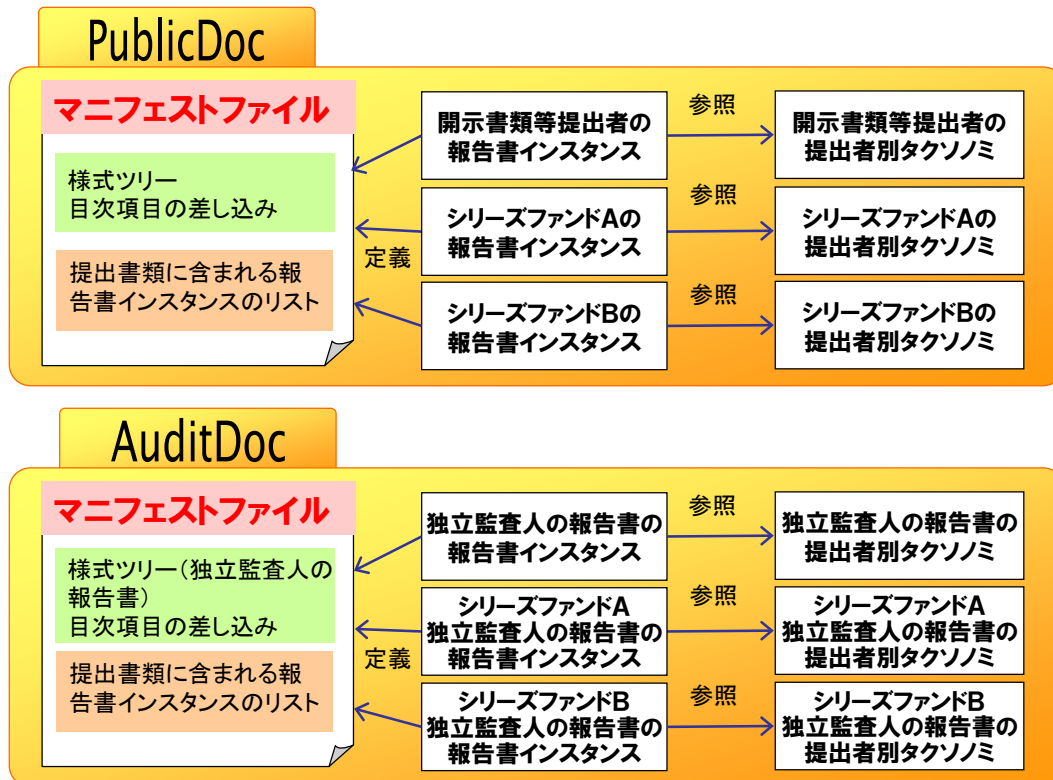 PublicDoc
マニフェストファイル
様式ツリー
目次項目の差し込み
提出書類に含まれる報
告書インスタンスのリスト
定義
開示書類等提出者の
報告書インスタンス
参照
開示書類等提出者の
提出者別タクソノミ
シリーズファンドAの
報告書インスタンス
参照
シリーズファンドAの
提出者別タクソノミ
シリーズファンドBの
報告書インスタンス
参照
シリーズファンドBの
提出者別タクソノミ
AuditDoc
マニフェストファイル
様式ツリー(独立監査人の
報告書)
目次項目の差し込み
提出書類に含まれる報
告書インスタンスのリスト
定義
独立監査人の報告書の
報告書インスタンス
参照
独立監査人の報告書の
提出者別タクソノミ
シリーズファンドA
独立監査人の報告書の
報告書インスタンス
参照
シリーズファンドA
独立監査人の報告書の
提出者別タクソノミ
シリーズファンドB
独立監査人の報告書の
報告書インスタンス
参照
シリーズファンドB
独立監査人の報告書の
提出者別タクソノミ